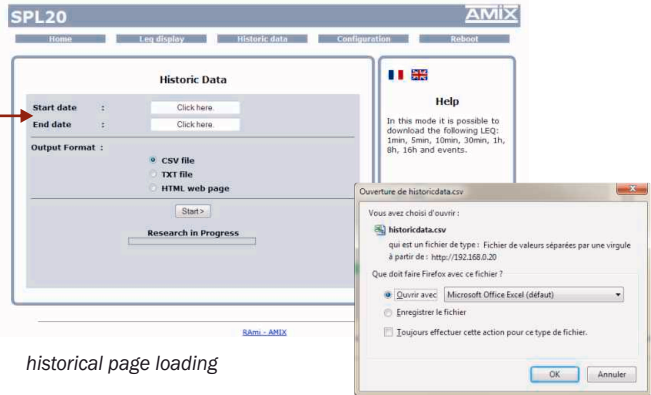 SPL20
AMiX
Home Leq display Historic data Configuration Reboot
Historic Data
Start date : Click here.
End date : Click here.
Output Format :
CSV file
TXT file
HTML web page
Start >
Research in Progress
RAmi - AMIX
Help
In this mode it is possible to
download the following LEQ:
1min, 5min, 10min, 30min, 1h,
8h, 16h and events.
Ouverture de historicdata.csv
Vous avez choisi d'ouvrir :
historicdata.csv
qui est un fichier de type : Fichier de valeurs séparées par une virgule
à partir de : http://192.168.0.20
Que doit faire Firefox avec ce fichier ?
Ouvrir avec Microsoft Office Excel (défaut)
Enregistrer le fichier
Toujours effectuer cette action pour ce type de fichier.
OK Annuler
historical page loading